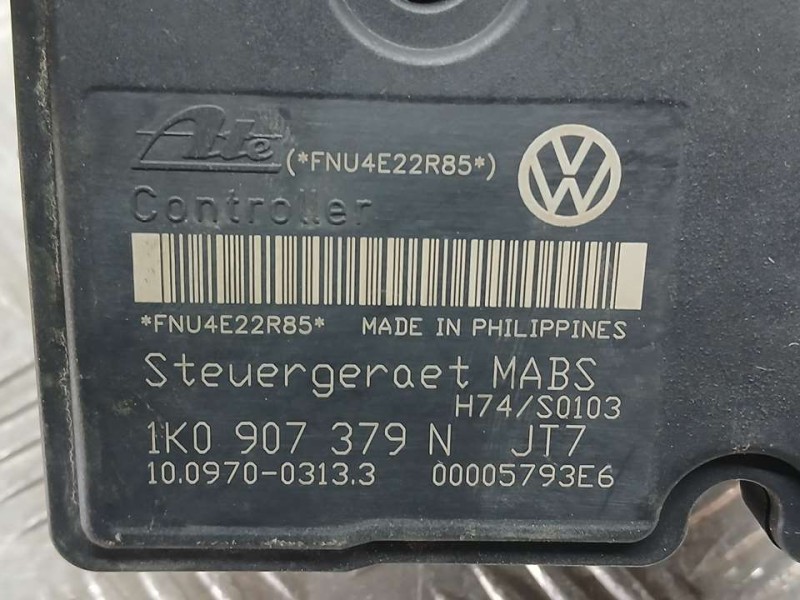 Ate (*FNU4E22R85*)
Controller
*FNU4E22R85* MADE IN PHILIPPINES
Steuergeraet MABS
H74/S0103
1K0 907 379 N JT7
10.0970-0313.3 00005793E6